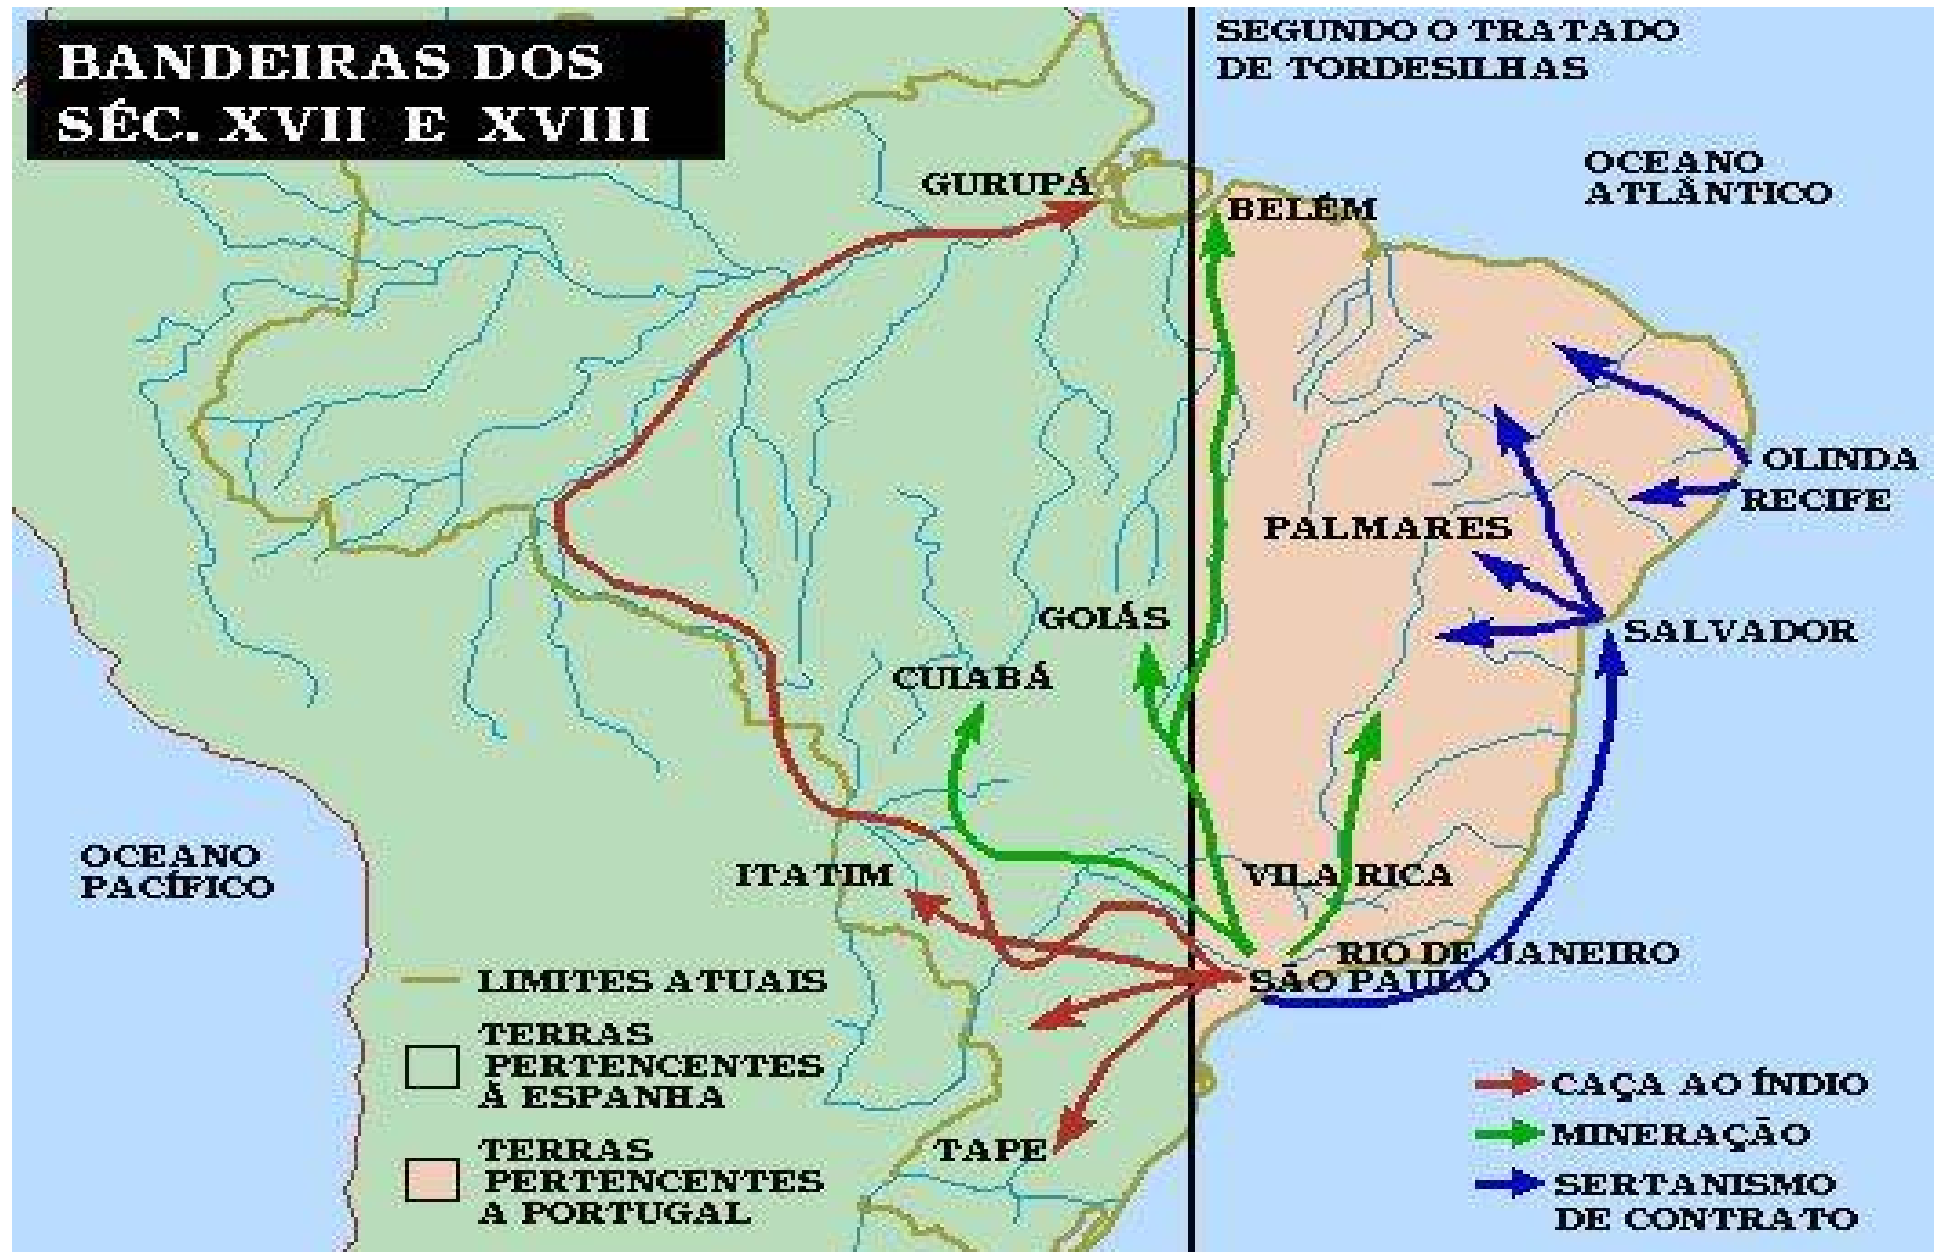 BANDEIRAS DOS
SÉC. XVII E XVIII
SEGUNDO O TRATADO
DE TORDESILHAS
OCEANO
ATLÂNTICO
GURUPÁ
BELÉM
OLINDA
RECIFE
PALMARES
GOIÁS
SALVADOR
CUIABÁ
OCEANO
PACÍFICO
ITATIM
VILA RICA
RIO DE JANEIRO
SÃO PAULO
LIMITES ATUAIS
TERRAS
PERTENCENTES
À ESPANHA
TERRAS
PERTENCENTES
A PORTUGAL
TAPE
CAÇA AO ÍNDIO
MINERAÇÃO
SERTANISMO
DE CONTRATO